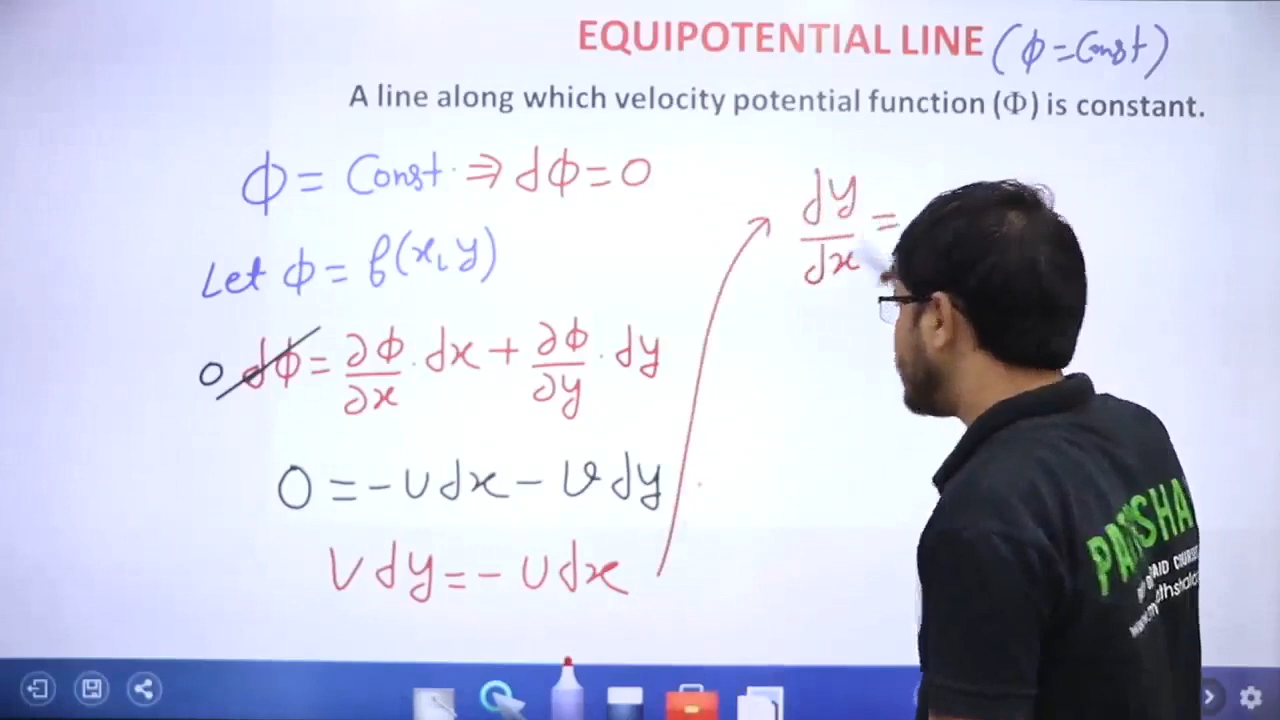 EQUIPOTENTIAL LINE (ϕ = Const)
A line along which velocity potential function (Φ) is constant.
ϕ = Const. ⇒ dϕ = 0
Let ϕ = f(x, y)
0 dϕ = ∂ϕ/∂x . dx + ∂ϕ/∂y . dy
0 = - u dx - v dy
v dy = - u dx
dy/dx =